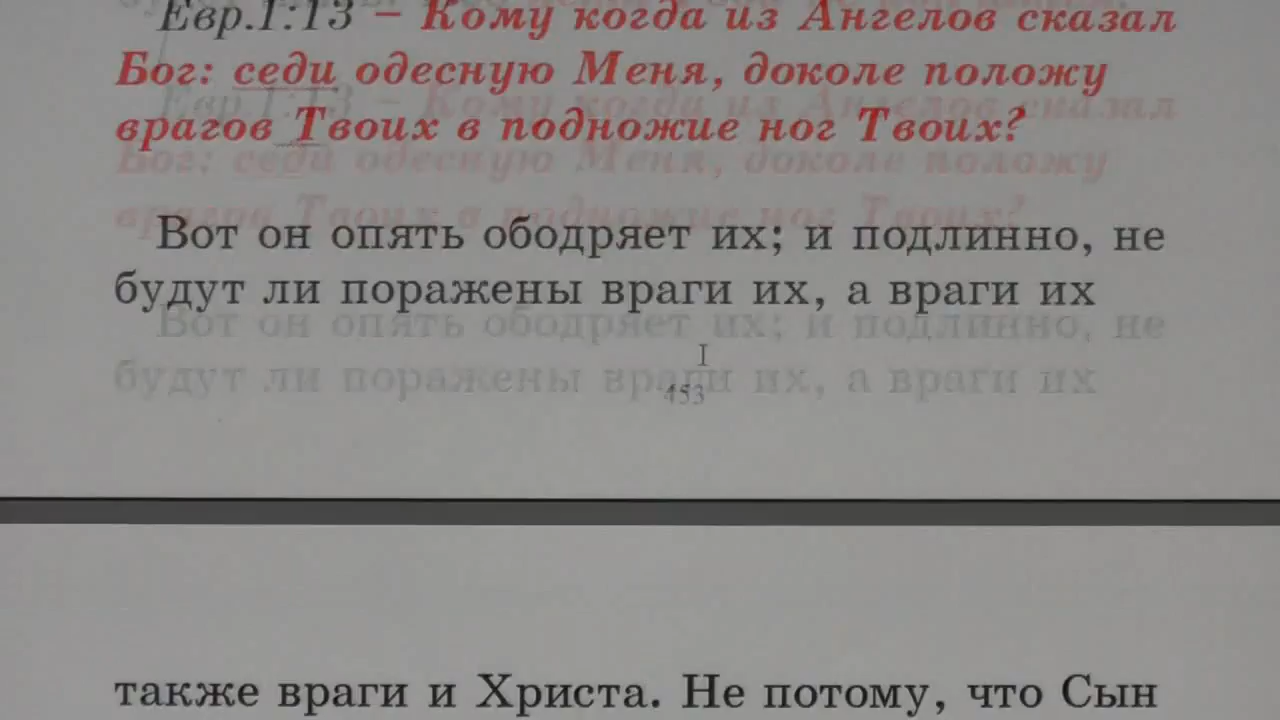 Евр.1:13 – Кому когда из Ангелов сказал
Бог: седи одесную Меня, доколе положу
врагов Твоих в подножие ног Твоих?
Вот он опять ободряет их; и подлинно, не
будут ли поражены враги их, а враги их
453
также враги и Христа. Не потому, что Сын